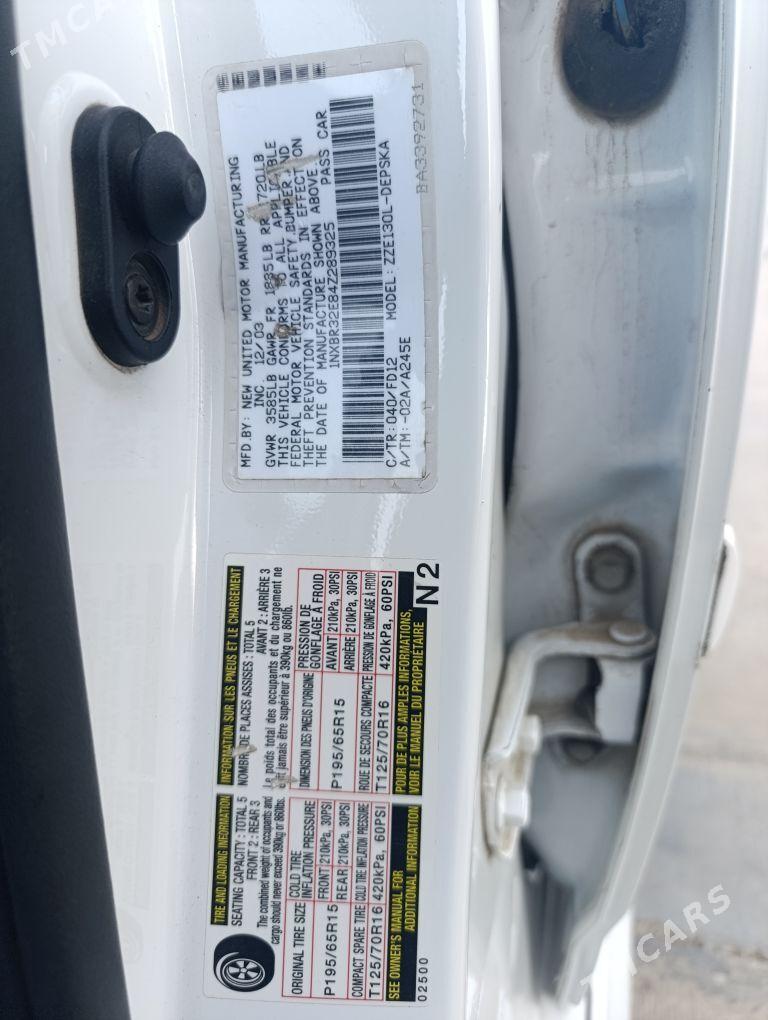 TMCARS
MFD.BY: NEW UNITED MOTOR MANUFACTURING
INC. 12/03
GVWR 3585LB GAWR FR 1835LB RR 1720LB
THIS VEHICLE CONFORMS TO ALL APPLICABLE
FEDERAL MOTOR VEHICLE SAFETY, BUMPER, AND
THEFT PREVENTION STANDARDS IN EFFECT ON
THE DATE OF MANUFACTURE SHOWN ABOVE.
1NXBR32E84Z289325 PASS CAR
C/TR:040/FD12 MODEL:ZZE130L-DEPSKA
A/TM:-02A/A245E
BA3392731
TIRE AND LOADING INFORMATION
SEATING CAPACITY : TOTAL 5
FRONT 2 : REAR 3
The combined weight of occupants and
cargo should never exceed 390kg or 860lbs.
ORIGINAL TIRE SIZE COLD TIRE INFLATION PRESSURE
P195/65R15 FRONT 210kPa, 30PSI
REAR 210kPa, 30PSI
COMPACT SPARE TIRE COLD TIRE INFLATION PRESSURE
T125/70R16 420kPa, 60PSI
SEE OWNER'S MANUAL FOR
ADDITIONAL INFORMATION
02500
INFORMATION SUR LES PNEUS ET LE CHARGEMENT
NOMBRE DE PLACES ASSISES : TOTAL 5
AVANT 2 : ARRIÈRE 3
Le poids total des occupants et du chargement ne
doit jamais être supérieur à 390kg ou 860lb.
DIMENSION DES PNEUS D'ORIGINE PRESSION DE GONFLAGE À FROID
P195/65R15 AVANT 210kPa, 30PSI
ARRIÈRE 210kPa, 30PSI
ROUE DE SECOURS COMPACTE PRESSION DE GONFLAGE À FROID
T125/70R16 420kPa, 60PSI
POUR DE PLUS AMPLES INFORMATIONS,
VOIR LE MANUEL DU PROPRIÉTAIRE
N2
TMCARS